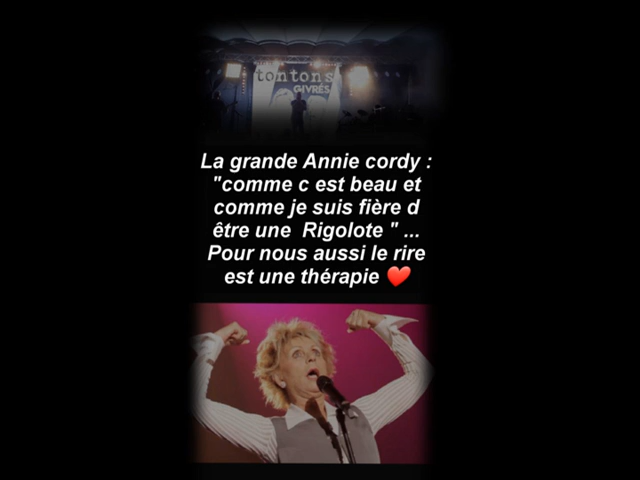 tontons
GIVRÉS
La grande Annie cordy :
"comme c est beau et
comme je suis fière d
être une  Rigolote " ...
Pour nous aussi le rire
est une thérapie ❤️